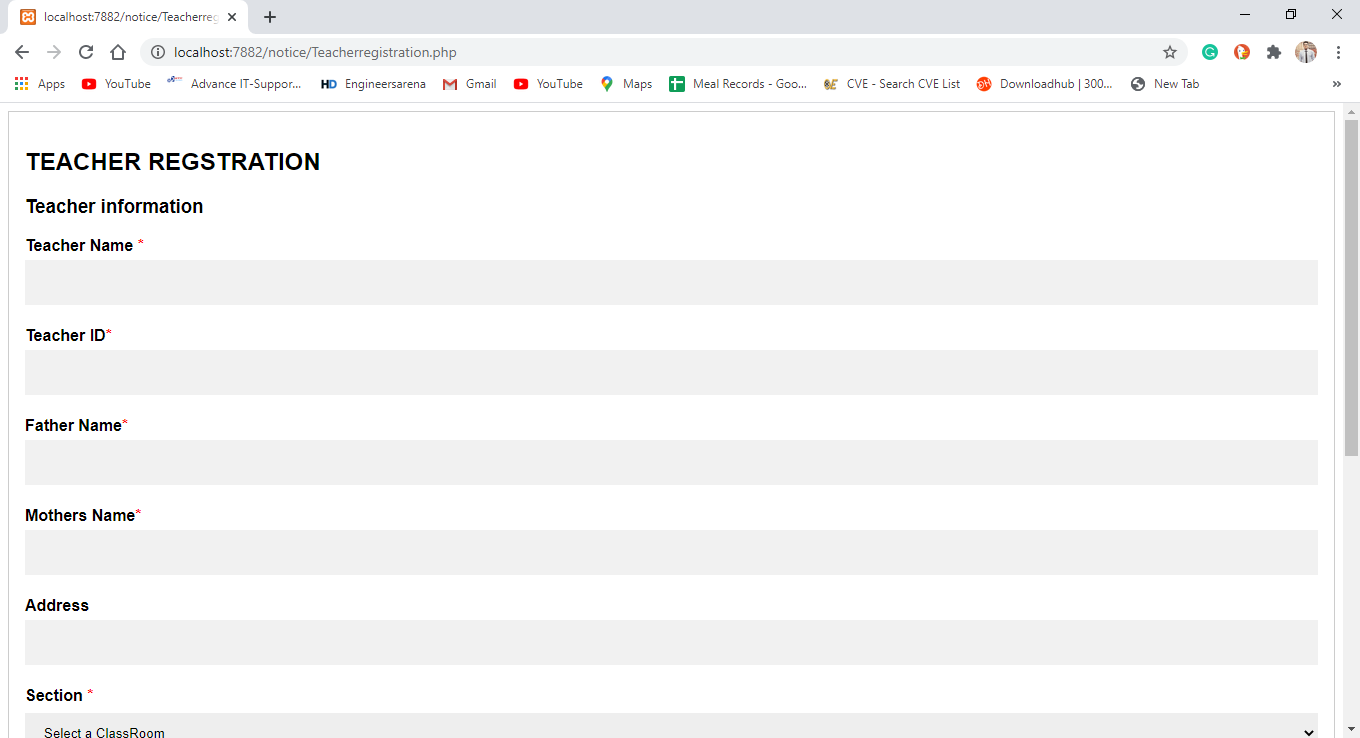 localhost:7882/notice/Teacherreg
localhost:7882/notice/Teacherregistration.php
Apps YouTube Advance IT-Suppor... HD Engineersarena Gmail YouTube Maps Meal Records - Goo... CVE - Search CVE List Downloadhub | 300... New Tab »
TEACHER REGSTRATION
Teacher information
Teacher Name *
Teacher ID*
Father Name*
Mothers Name*
Address
Section *
Select a ClassRoom